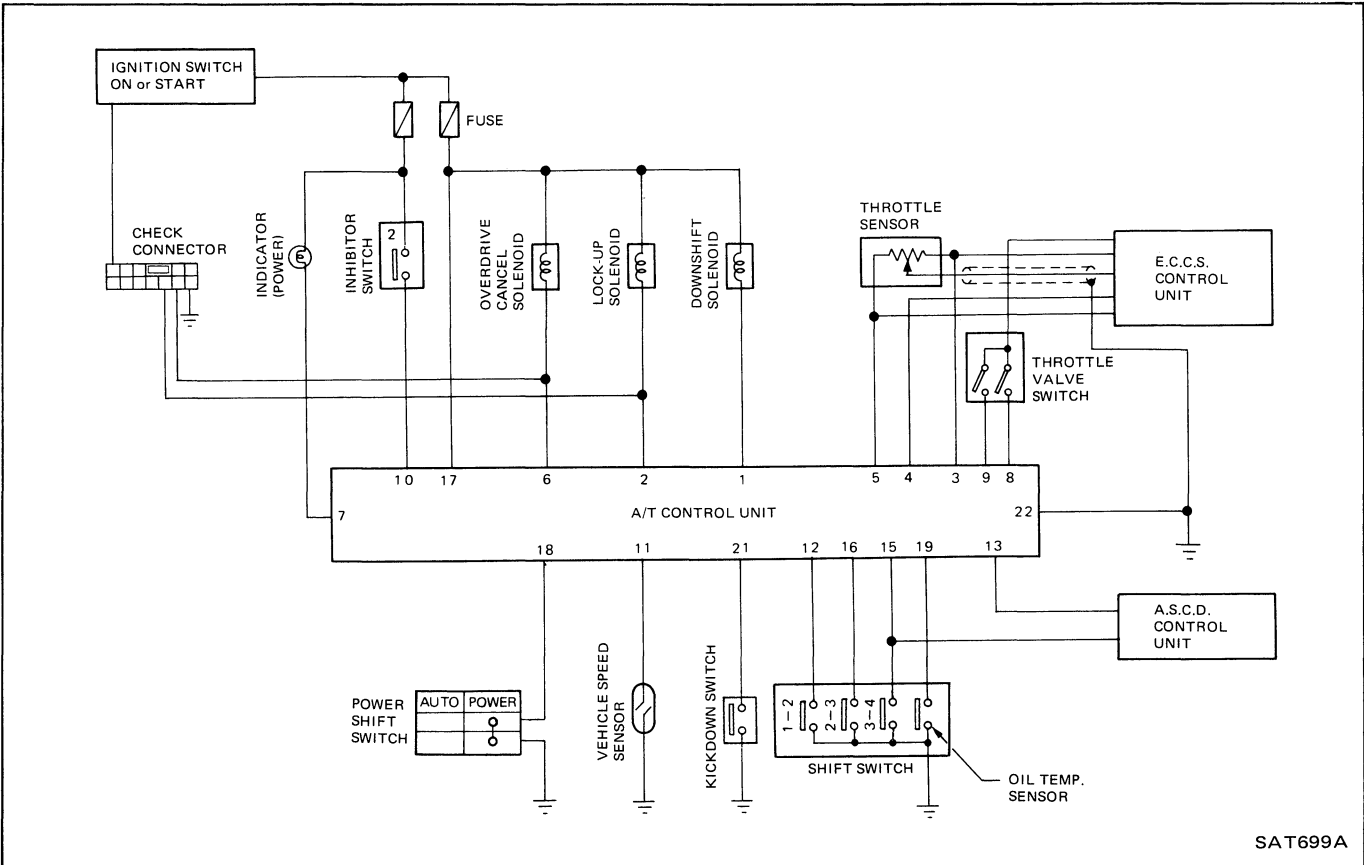 IGNITION SWITCH
ON or START
FUSE
CHECK
CONNECTOR
INDICATOR
(POWER)
INHIBITOR
SWITCH
2
OVERDRIVE
CANCEL
SOLENOID
LOCK-UP
SOLENOID
DOWNSHIFT
SOLENOID
THROTTLE
SENSOR
E.C.C.S.
CONTROL
UNIT
THROTTLE
VALVE
SWITCH
10 17 6 2 1 5 4 3 9 8
7 A/T CONTROL UNIT 22
18 11 21 12 16 15 19 13
A.S.C.D.
CONTROL
UNIT
POWER
SHIFT
SWITCH
AUTO POWER
VEHICLE SPEED
SENSOR
KICKDOWN SWITCH
1-2
2-3
3-4
SHIFT SWITCH
OIL TEMP.
SENSOR
SAT699A